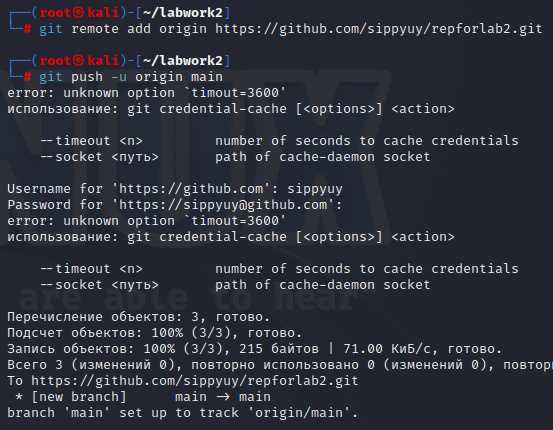 ┌──(root㉿kali)-[~/labwork2]
└─# git remote add origin https://github.com/sippyuy/repforlab2.git
┌──(root㉿kali)-[~/labwork2]
└─# git push -u origin main
error: unknown option `timout=3600'
использование: git credential-cache [<options>] <action>
--timeout <n> number of seconds to cache credentials
--socket <путь> path of cache-daemon socket
Username for 'https://github.com': sippyuy
Password for 'https://sippyuy@github.com':
error: unknown option `timout=3600'
использование: git credential-cache [<options>] <action>
--timeout <n> number of seconds to cache credentials
--socket <путь> path of cache-daemon socket
are able to hear
Перечисление объектов: 3, готово.
Подсчет объектов: 100% (3/3), готово.
Запись объектов: 100% (3/3), 215 байтов | 71.00 КиБ/с, готово.
Всего 3 (изменений 0), повторно использовано 0 (изменений 0), повтор
To https://github.com/sippyuy/repforlab2.git
* [new branch] main -> main
branch 'main' set up to track 'origin/main'.